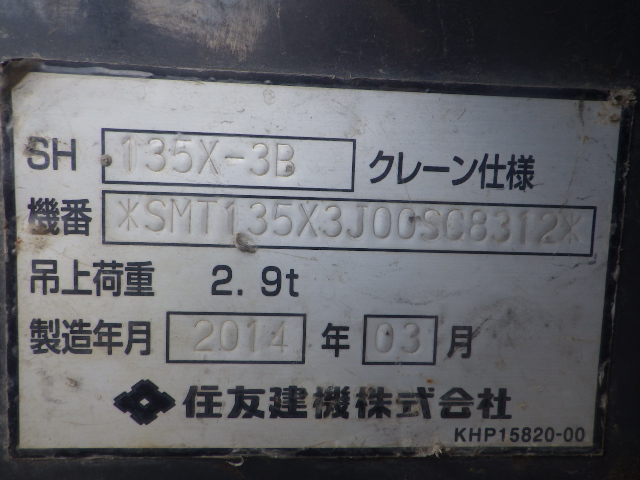 SH 135X-3B クレーン仕様
機番 *SMT135X3J00SC8312*
吊上荷重 2.9t
製造年月 2014 年 03 月
住友建機株式会社
KHP15820-00